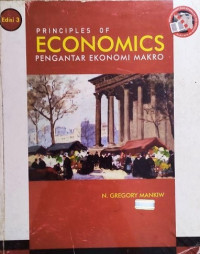 Edisi 3
PRINCIPLES OF
ECONOMICS
PENGANTAR EKONOMI MAKRO
N. GREGORY MANKIW